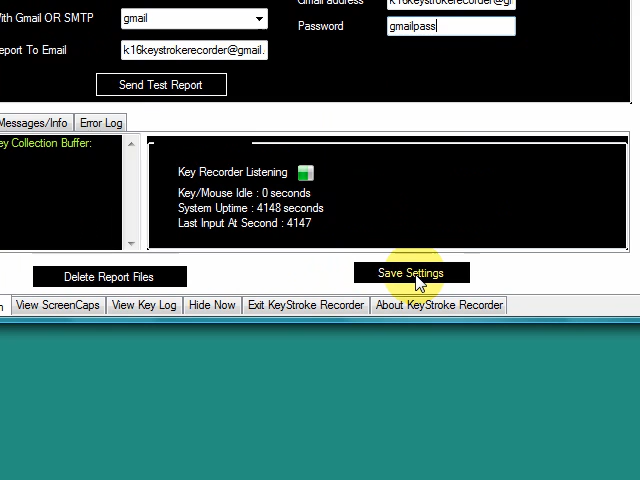 With Gmail OR SMTP gmail
Gmail address k16keystrokerecorder@g
Password gmailpass
Report To Email k16keystrokerecorder@gmail.
Send Test Report
Messages/Info Error Log
ey Collection Buffer:
Key Recorder Listening
Key/Mouse Idle : 0 seconds
System Uptime : 4148 seconds
Last Input At Second : 4147
Delete Report Files Save Settings
n View ScreenCaps View Key Log Hide Now Exit KeyStroke Recorder About KeyStroke Recorder